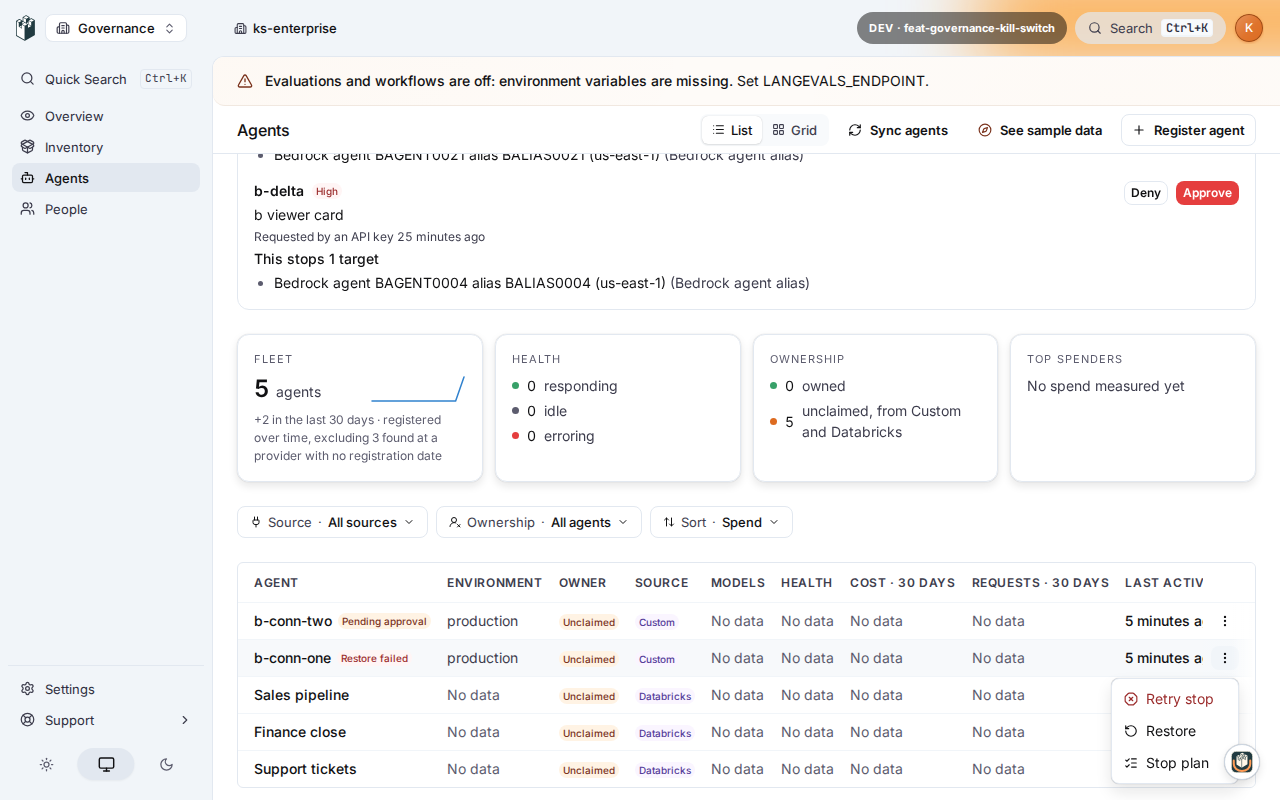 Governance
ks-enterprise
DEV · feat-governance-kill-switch
Search Ctrl+K
K
Quick Search Ctrl+K
Overview
Inventory
Agents
People
Settings
Support
Evaluations and workflows are off: environment variables are missing. Set LANGEVALS_ENDPOINT.
Agents
List
Grid
Sync agents
See sample data
Register agent
Bedrock agent BAGENT0021 alias BALIAS0021 (us-east-1) (Bedrock agent alias)
b-delta High
Deny
Approve
b viewer card
Requested by an API key 25 minutes ago
This stops 1 target
Bedrock agent BAGENT0004 alias BALIAS0004 (us-east-1) (Bedrock agent alias)
FLEET
5 agents
+2 in the last 30 days · registered
over time, excluding 3 found at a
provider with no registration date
HEALTH
0 responding
0 idle
0 erroring
OWNERSHIP
0 owned
5 unclaimed, from Custom
and Databricks
TOP SPENDERS
No spend measured yet
Source · All sources
Ownership · All agents
Sort · Spend
AGENT ENVIRONMENT OWNER SOURCE MODELS HEALTH COST · 30 DAYS REQUESTS · 30 DAYS LAST ACTIV
b-conn-two Pending approval production Unclaimed Custom No data No data No data No data 5 minutes a
b-conn-one Restore failed production Unclaimed Custom No data No data No data No data 5 minutes a
Sales pipeline No data Unclaimed Databricks No data No data No data No data
Finance close No data Unclaimed Databricks No data No data No data No data
Support tickets No data Unclaimed Databricks No data No data No data No data
Retry stop
Restore
Stop plan